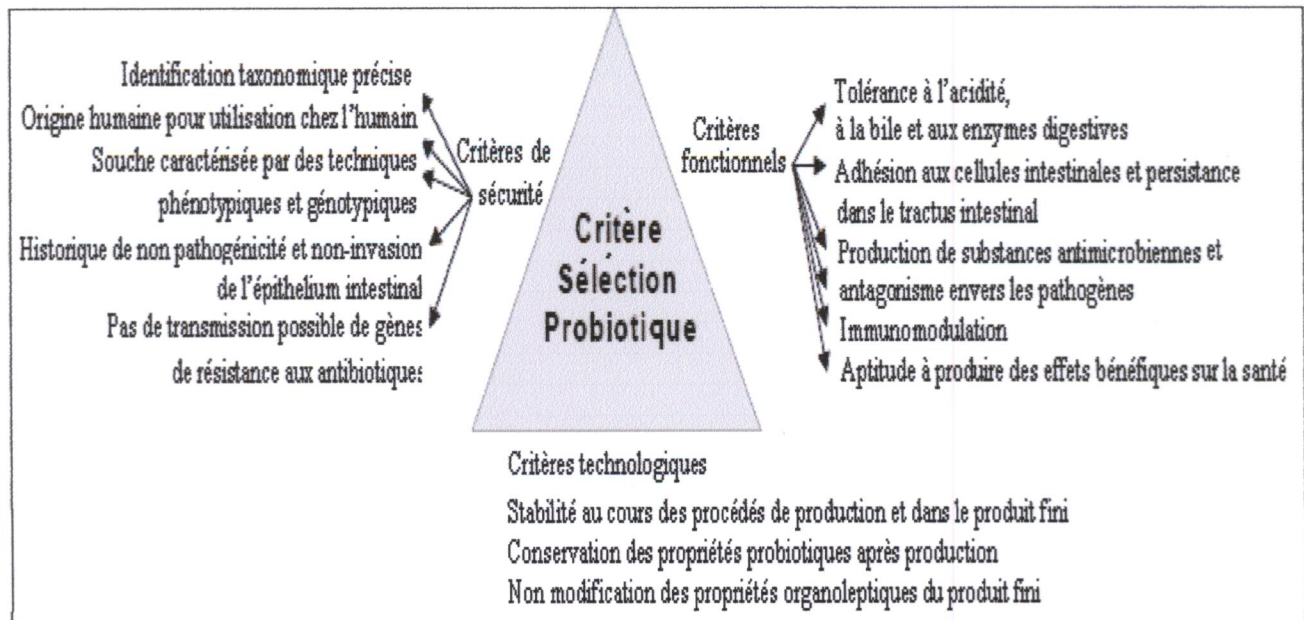 Identification taxonomique précise
Origine humaine pour utilisation chez l'humain
Souche caractérisée par des techniques
phénotypiques et génotypiques
Historique de non pathogénicité et non-invasion
de l'épithelium intestinal
Pas de transmission possible de gènes
de résistance aux antibiotiques
Critères de
sécurité
Critère
Séléction
Probiotique
Critères
fonctionnels
Tolérance à l'acidité,
à la bile et aux enzymes digestives
Adhésion aux cellules intestinales et persistance
dans le tractus intestinal
Production de substances antimicrobiennes et
antagonisme envers les pathogènes
Immunomodulation
Aptitude à produire des effets bénéfiques sur la santé
Critères technologiques
Stabilité au cours des procédés de production et dans le produit fini
Conservation des propriétés probiotiques après production
Non modification des propriétés organoleptiques du produit fini